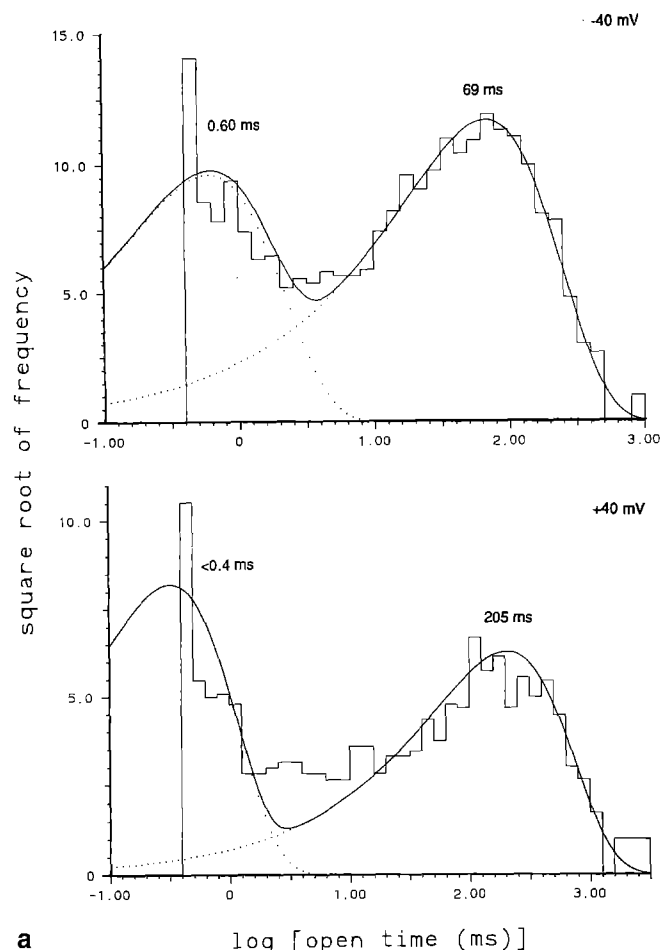 -40 mV
15.0
69 ms
0.60 ms
10.0
5.0
0
-1.00 0 1.00 2.00 3.00
square root of frequency
+40 mV
10.0
<0.4 ms
205 ms
5.0
0
-1.00 0 1.00 2.00 3.00
a log [open time (ms)]